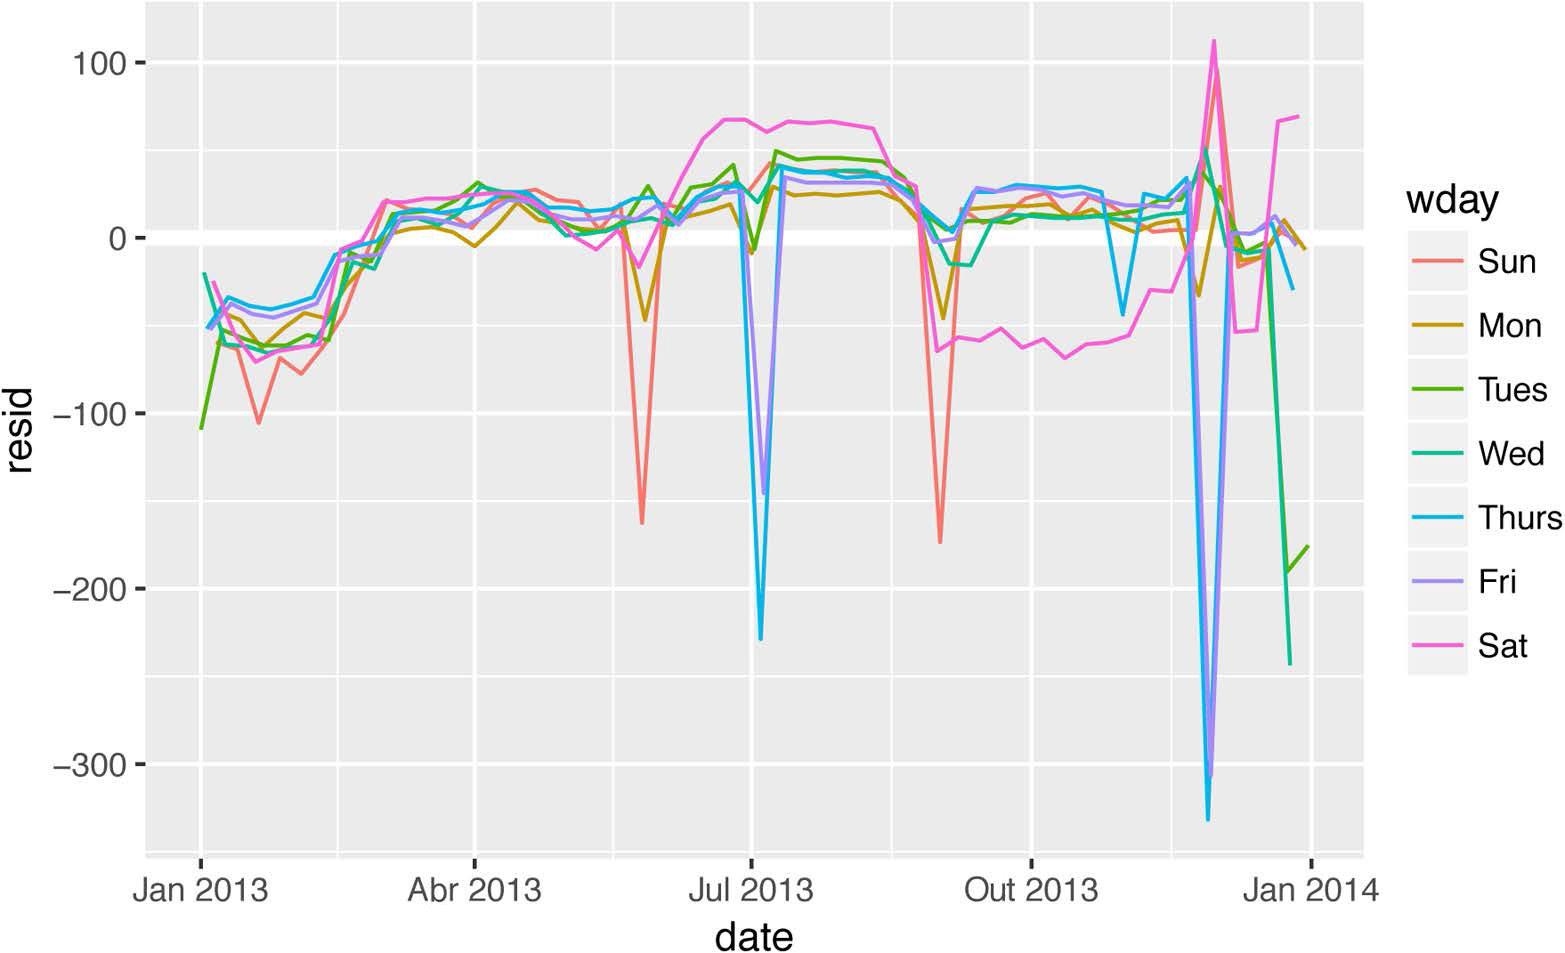 100
0
−100
−200
−300
resid
Jan 2013
Abr 2013
Jul 2013
Out 2013
Jan 2014
date
wday
Sun
Mon
Tues
Wed
Thurs
Fri
Sat